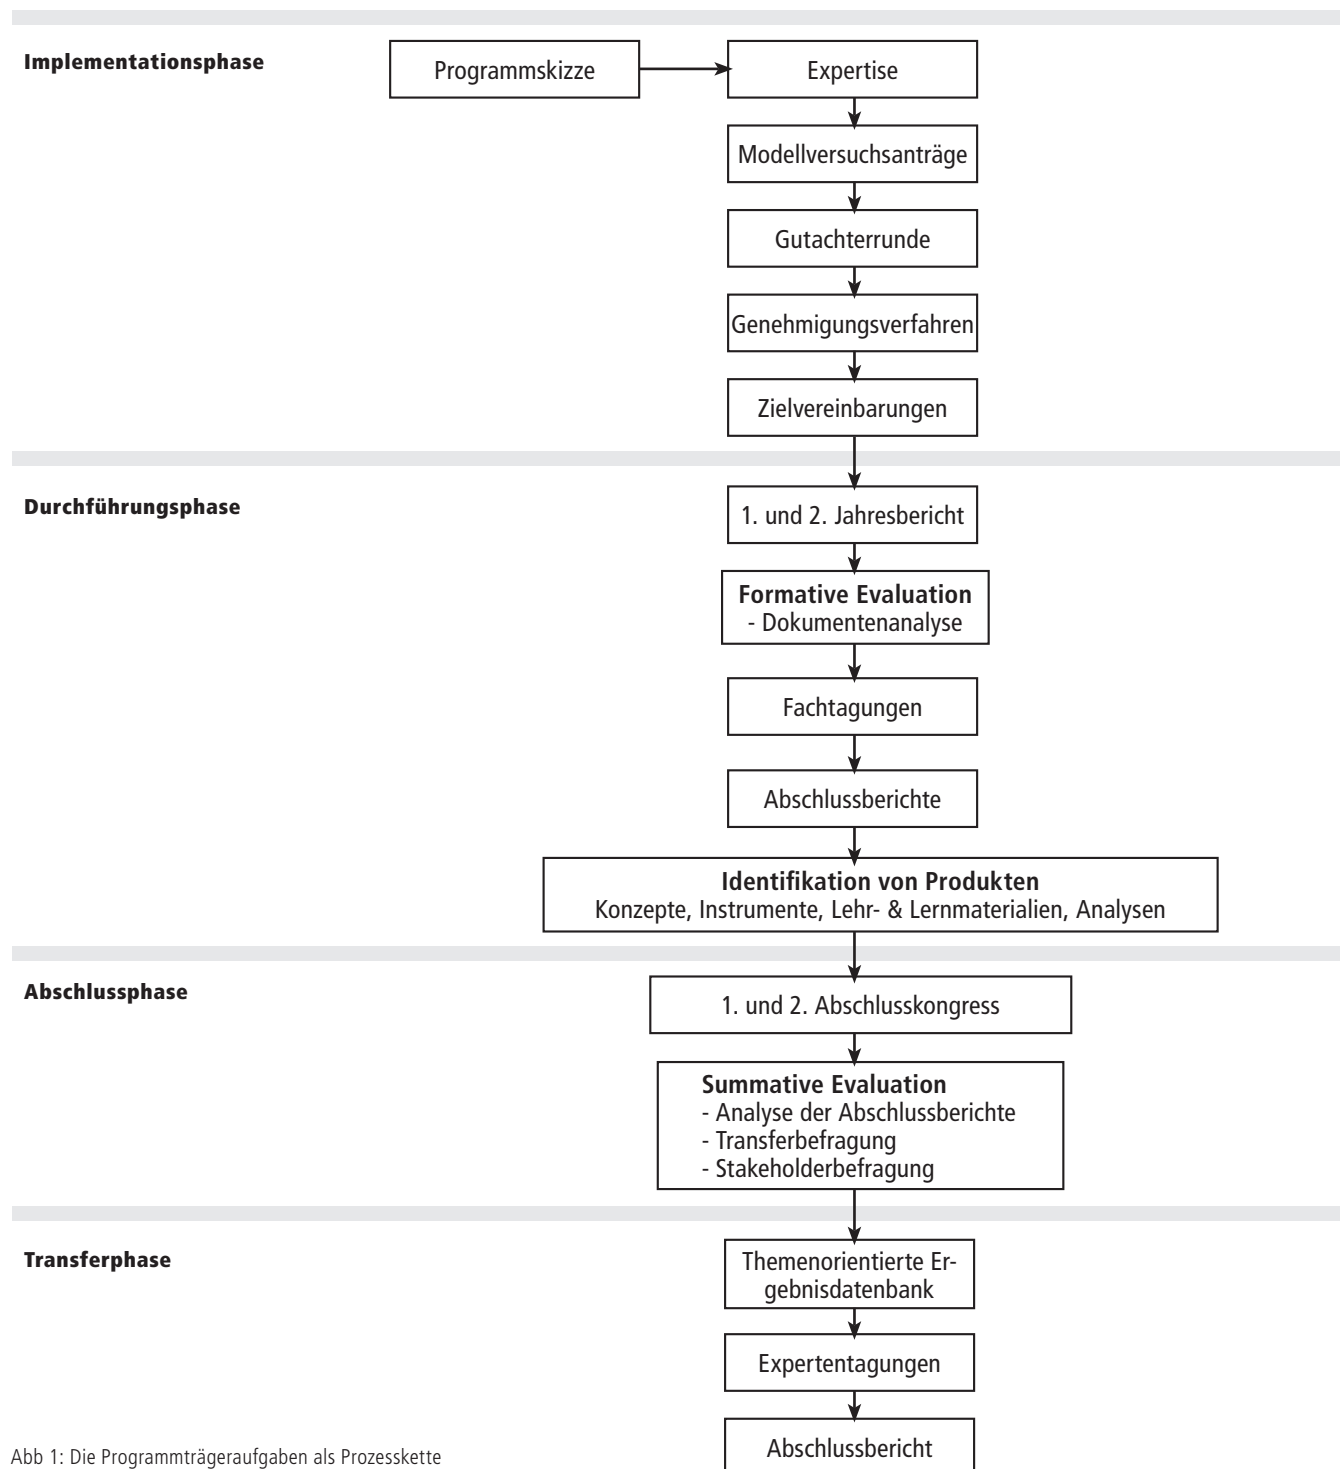 Implementationsphase
Programmskizze
Expertise
Modellversuchsanträge
Gutachterrunde
Genehmigungsverfahren
Zielvereinbarungen
Durchführungsphase
1. und 2. Jahresbericht
Formative Evaluation
- Dokumentenanalyse
Fachtagungen
Abschlussberichte
Identifikation von Produkten
Konzepte, Instrumente, Lehr- & Lernmaterialien, Analysen
Abschlussphase
1. und 2. Abschlusskongress
Summative Evaluation
- Analyse der Abschlussberichte
- Transferbefragung
- Stakeholderbefragung
Transferphase
Themenorientierte Er-
gebnisdatenbank
Expertentagungen
Abschlussbericht
Abb 1: Die Programmträgeraufgaben als Prozesskette